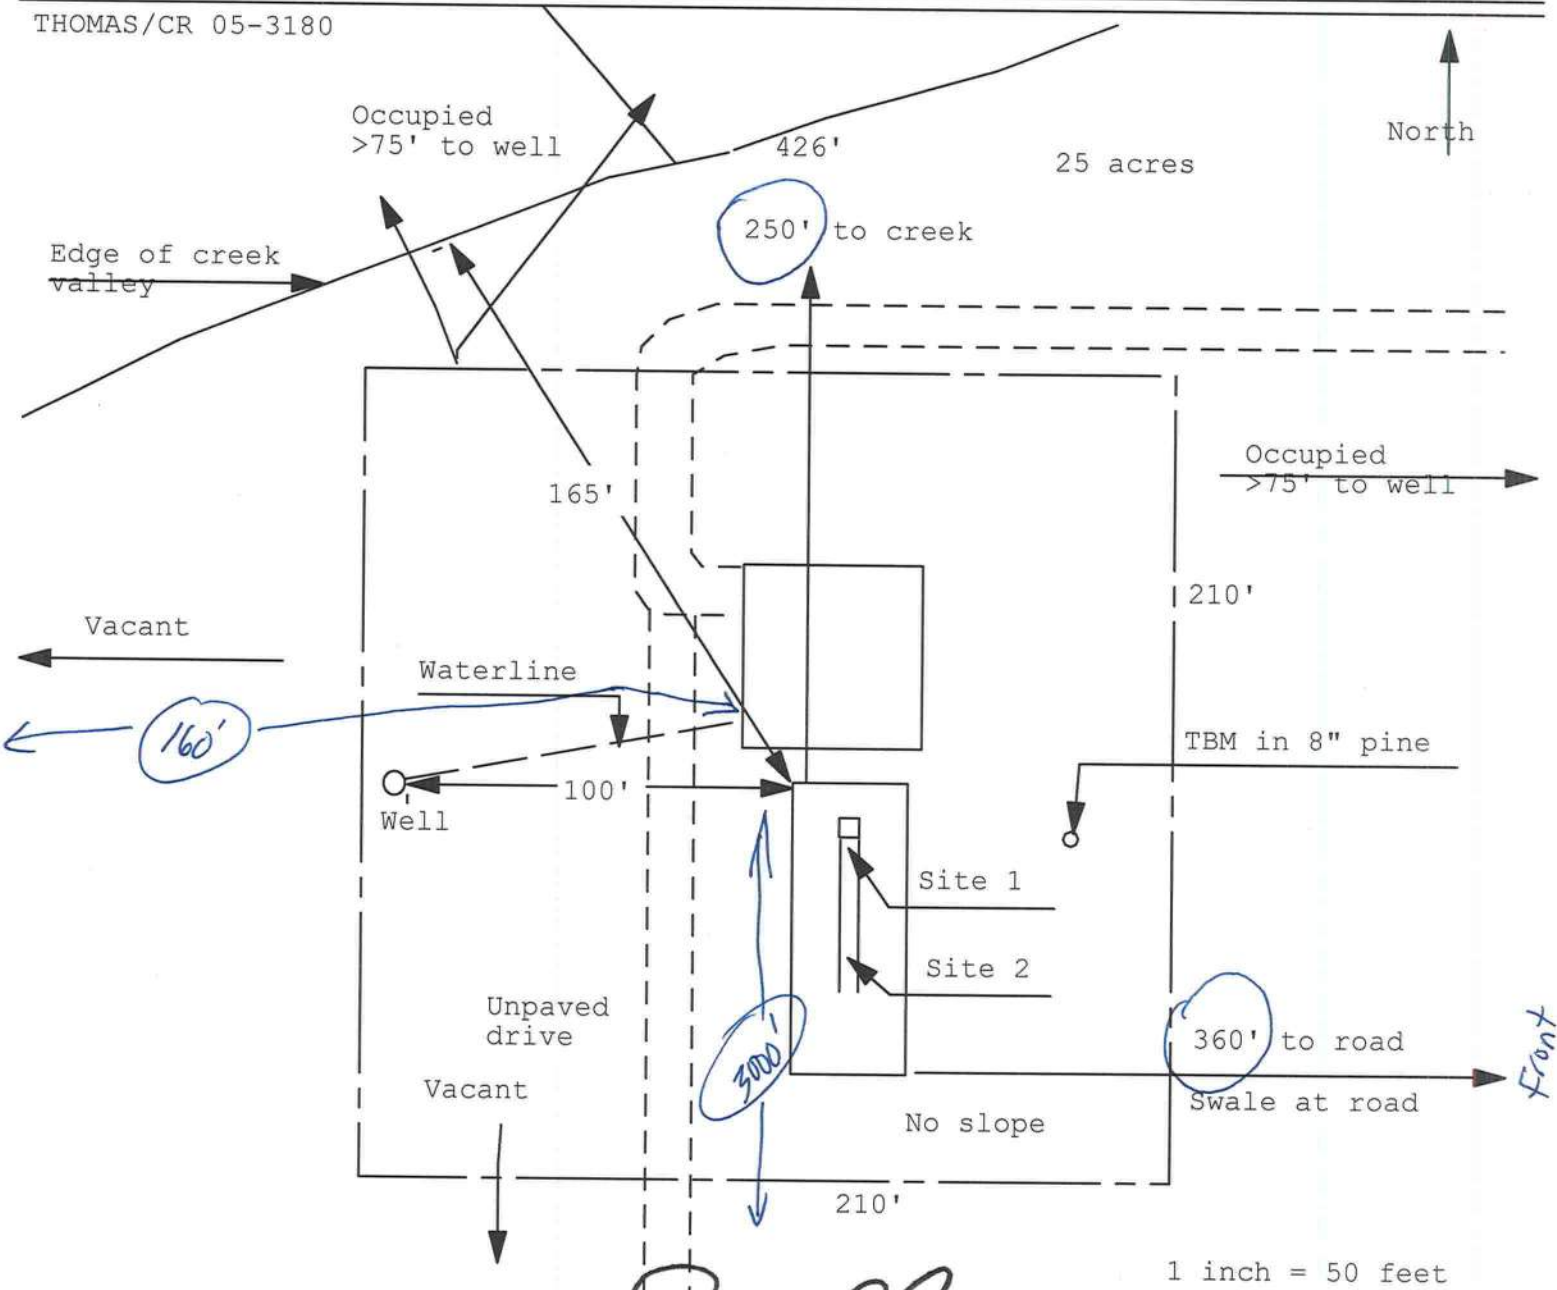 THOMAS/CR 05-3180
Occupied
>75' to well
426'
North
25 acres
250' to creek
Edge of creek
valley
Occupied
>75' to well
165'
210'
Vacant
Waterline
160'
TBM in 8" pine
100'
Well
Site 1
Site 2
Unpaved
drive
3000'
360' to road
Front
Vacant
Swale at road
No slope
210'
1 inch = 50 feet